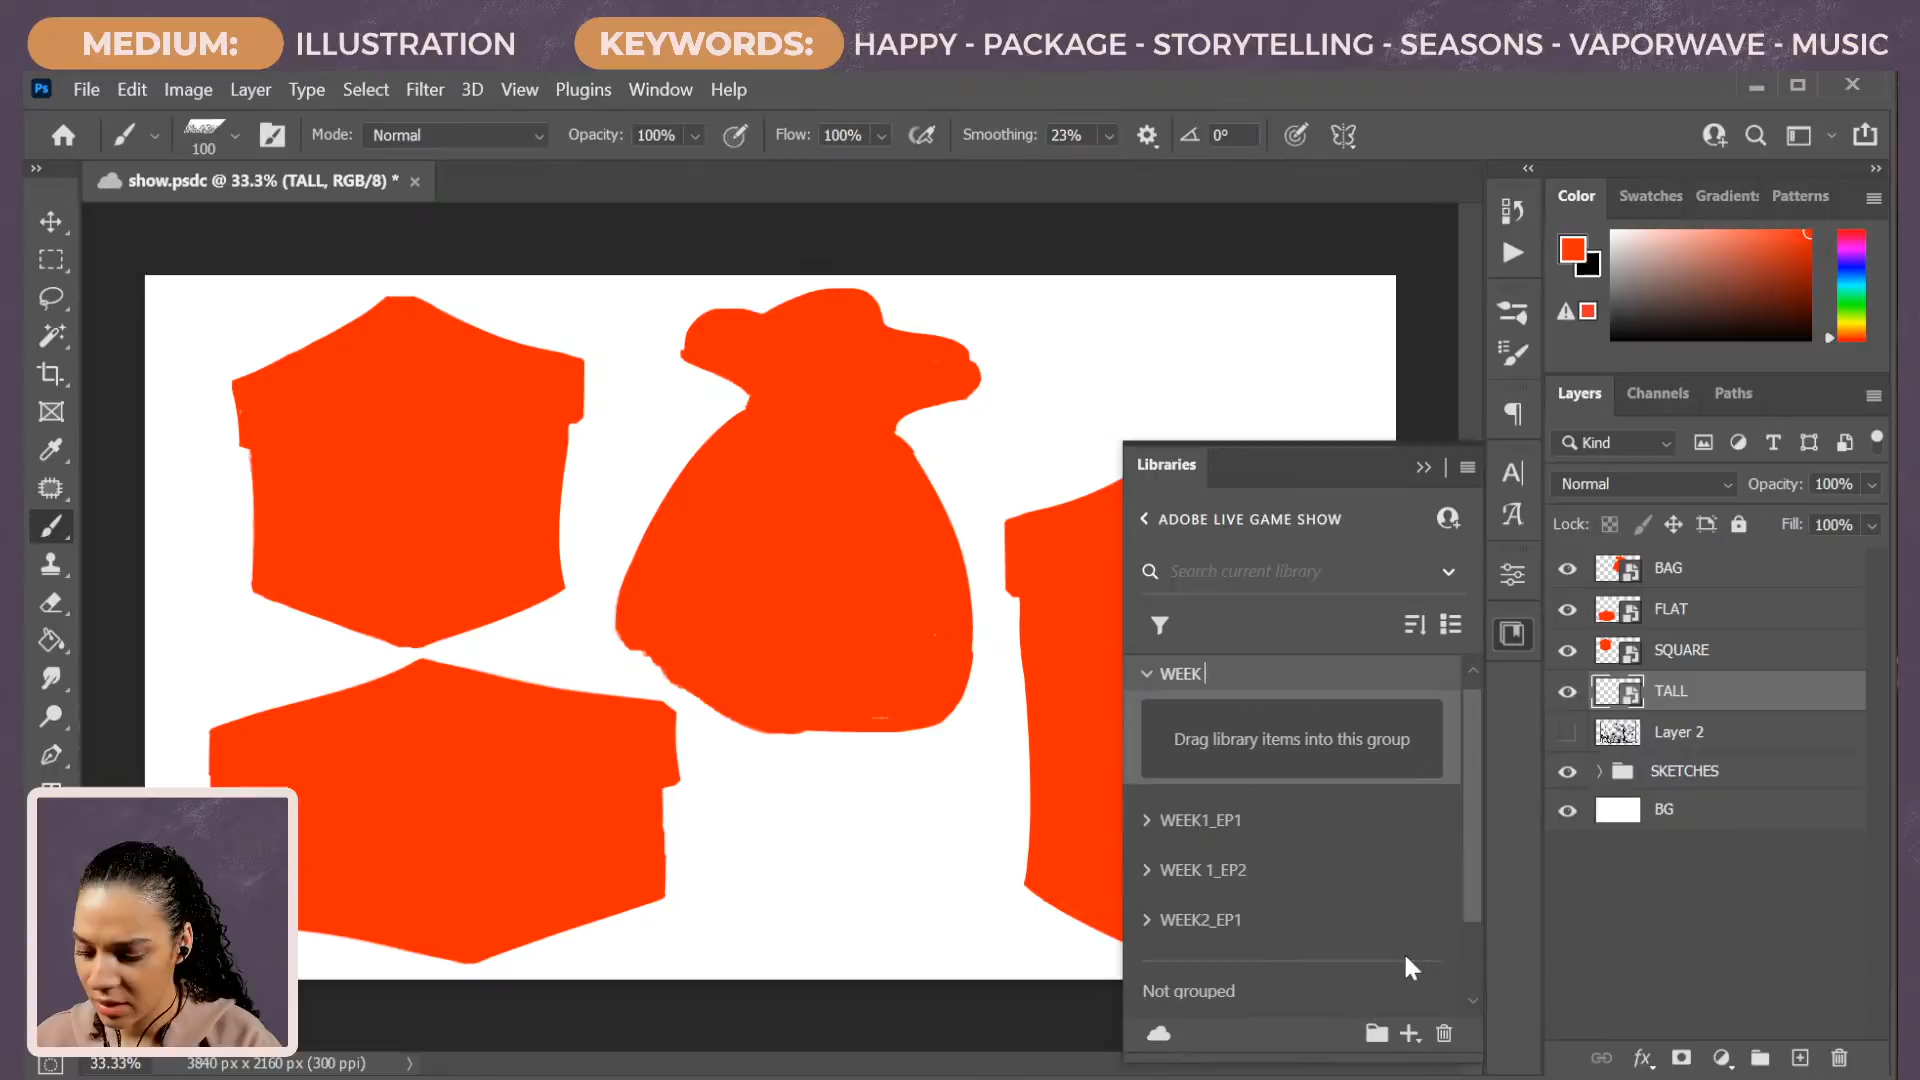 MEDIUM: ILLUSTRATION KEYWORDS: HAPPY - PACKAGE - STORYTELLING - SEASONS - VAPORWAVE - MUSIC
Ps File Edit Image Layer Type Select Filter 3D View Plugins Window Help
100 Mode: Normal Opacity: 100% Flow: 100% Smoothing: 23% 0°
show.psdc @ 33.3% (TALL, RGB/8) *
Color Swatches Gradients Patterns
Layers Channels Paths
Kind
Normal Opacity: 100%
Lock: Fill: 100%
BAG
FLAT
SQUARE
TALL
Layer 2
SKETCHES
BG
Libraries
ADOBE LIVE GAME SHOW
Search current library
WEEK
Drag library items into this group
WEEK1_EP1
WEEK 1_EP2
WEEK2_EP1
Not grouped
33.33% 3840 px x 2160 px (300 ppi)
fx